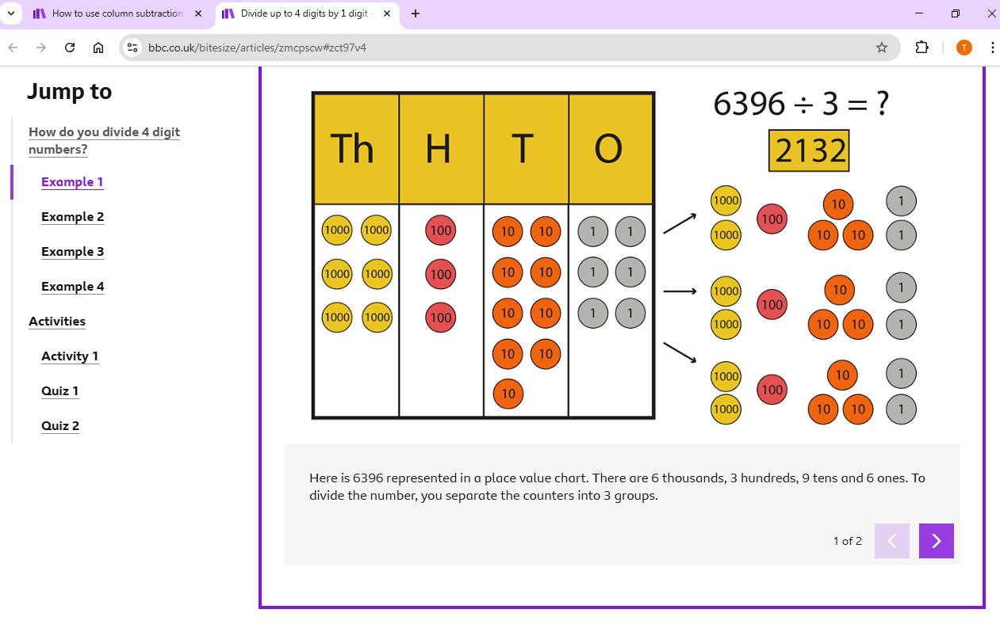 How to use column subtraction
Divide up to 4 digits by 1 digit -
bbc.co.uk/bitesize/articles/zmcpscw#zct97v4
T
Jump to
How do you divide 4 digit
numbers?
Example 1
Example 2
Example 3
Example 4
Activities
Activity 1
Quiz 1
Quiz 2
Th H T O
1000 1000 100 10 10 1 1
1000 1000 100 10 10 1 1
1000 1000 100 10 10 1 1
10 10
10
6396 ÷ 3 = ?
2132
1000 100 10 1
1000 10 10 1
1000 100 10 1
1000 10 10 1
1000 100 10 1
1000 10 10 1
Here is 6396 represented in a place value chart. There are 6 thousands, 3 hundreds, 9 tens and 6 ones. To
divide the number, you separate the counters into 3 groups.
1 of 2